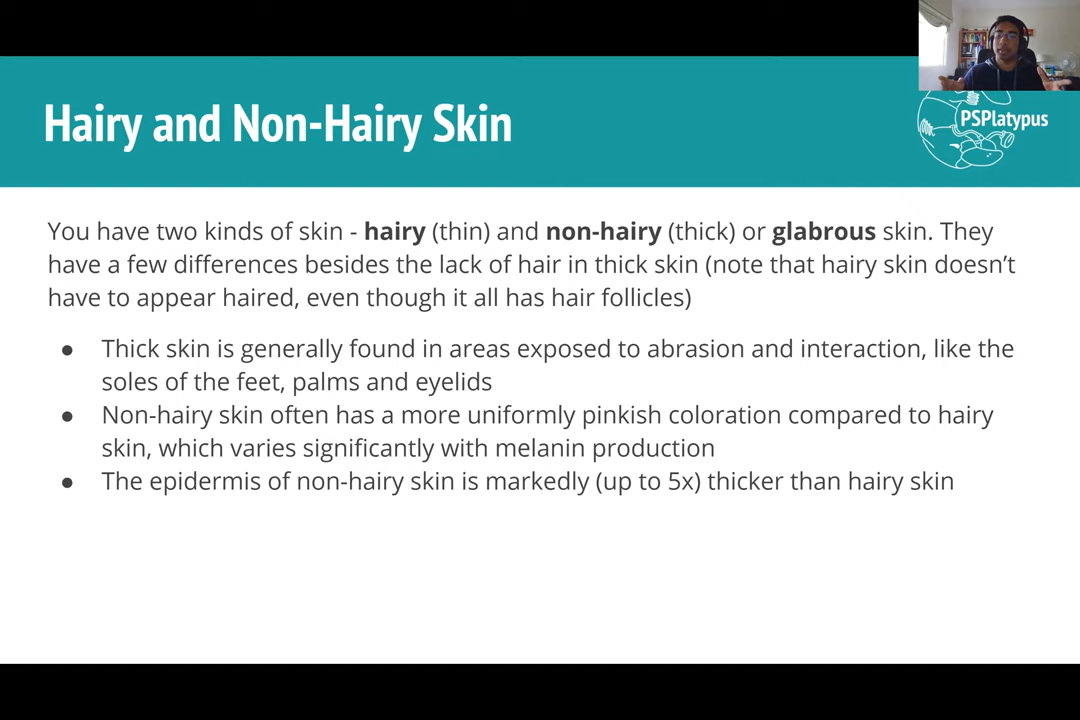 Hairy and Non-Hairy Skin
PSPlatypus
You have two kinds of skin - hairy (thin) and non-hairy (thick) or glabrous skin. They
have a few differences besides the lack of hair in thick skin (note that hairy skin doesn’t
have to appear haired, even though it all has hair follicles)
● Thick skin is generally found in areas exposed to abrasion and interaction, like the
soles of the feet, palms and eyelids
● Non-hairy skin often has a more uniformly pinkish coloration compared to hairy
skin, which varies significantly with melanin production
● The epidermis of non-hairy skin is markedly (up to 5x) thicker than hairy skin